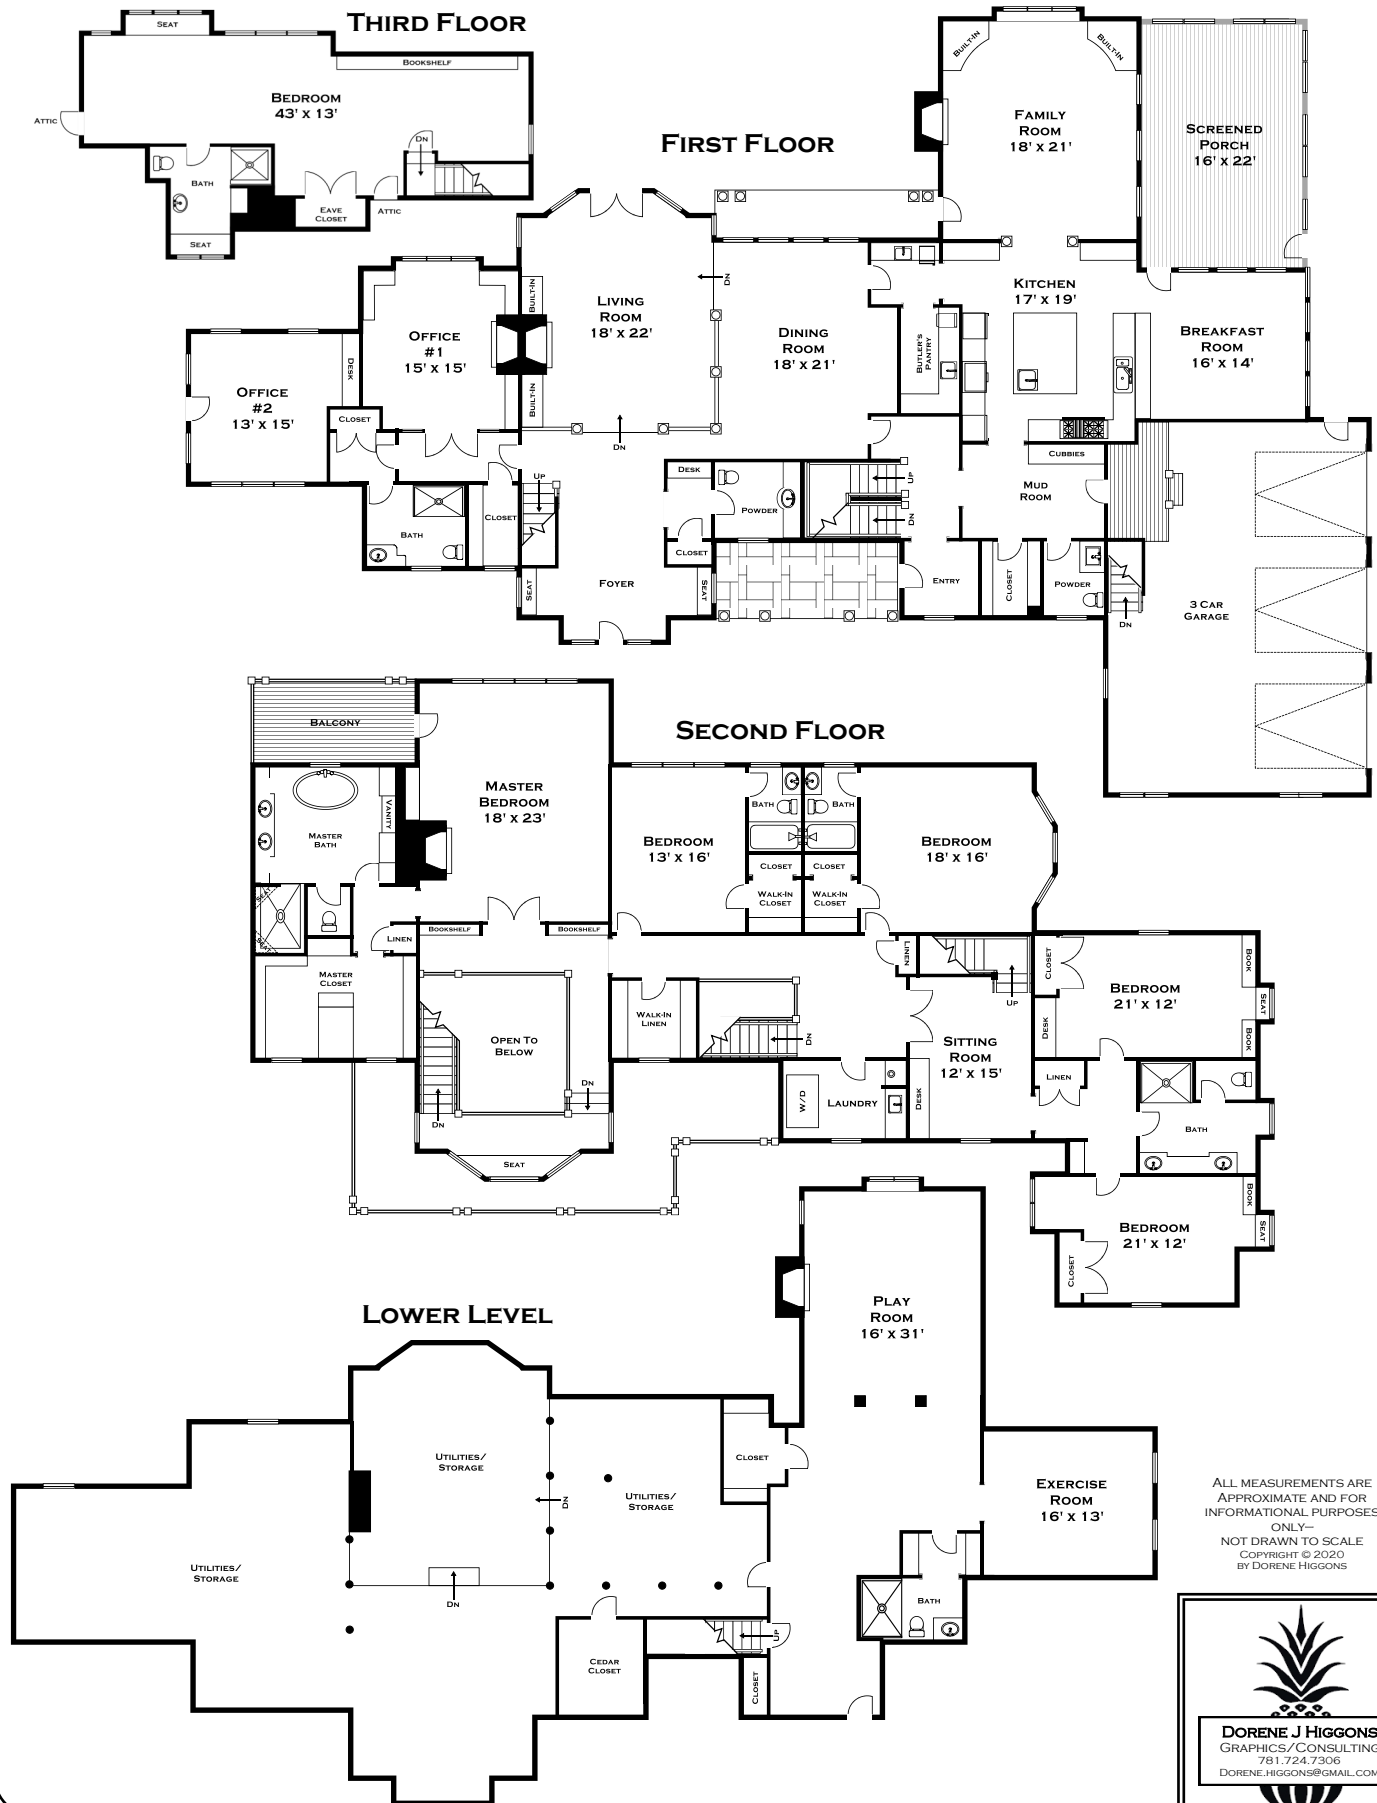 THIRD FLOOR
SEAT
BOOKSHELF
BEDROOM
43' X 13'
ATTIC
DN
BATH
EAVE
CLOSET
ATTIC
SEAT
FIRST FLOOR
BUILT-IN
BUILT-IN
FAMILY
ROOM
18' X 21'
SCREENED
PORCH
16' X 22'
OFFICE
#1
15' X 15'
BUILT-IN
BUILT-IN
LIVING
ROOM
18' X 22'
DN
DN
DINING
ROOM
18' X 21'
KITCHEN
17' X 19'
BUTLER'S
PANTRY
BREAKFAST
ROOM
16' X 14'
OFFICE
#2
13' X 15'
DESK
CLOSET
BATH
CLOSET
UP
DESK
POWDER
CLOSET
SEAT
FOYER
SEAT
UP
DN
ENTRY
CUBBIES
MUD
ROOM
CLOSET
POWDER
DN
3 CAR
GARAGE
SECOND FLOOR
BALCONY
MASTER
BEDROOM
18' X 23'
VANITY
MASTER
BATH
SEAT
SEAT
LINEN
MASTER
CLOSET
BOOKSHELF
BOOKSHELF
OPEN TO
BELOW
DN
DN
SEAT
BEDROOM
13' X 16'
BATH
BATH
CLOSET
CLOSET
WALK-IN
CLOSET
WALK-IN
CLOSET
BEDROOM
18' X 16'
WALK-IN
LINEN
DN
LINEN
UP
SITTING
ROOM
12' X 15'
DESK
W/D
LAUNDRY
CLOSET
DESK
BEDROOM
21' X 12'
BOOK
SEAT
BOOK
LINEN
BATH
BEDROOM
21' X 12'
BOOK
SEAT
CLOSET
LOWER LEVEL
PLAY
ROOM
16' X 31'
UTILITIES/
STORAGE
UTILITIES/
STORAGE
UTILITIES/
STORAGE
DN
DN
CLOSET
EXERCISE
ROOM
16' X 13'
BATH
CEDAR
CLOSET
UP
CLOSET
ALL MEASUREMENTS ARE
APPROXIMATE AND FOR
INFORMATIONAL PURPOSES
ONLY—
NOT DRAWN TO SCALE
COPYRIGHT © 2020
BY DORENE HIGGONS
DORENE J HIGGONS
GRAPHICS/CONSULTING
781.724.7306
DORENE.HIGGONS@GMAIL.COM